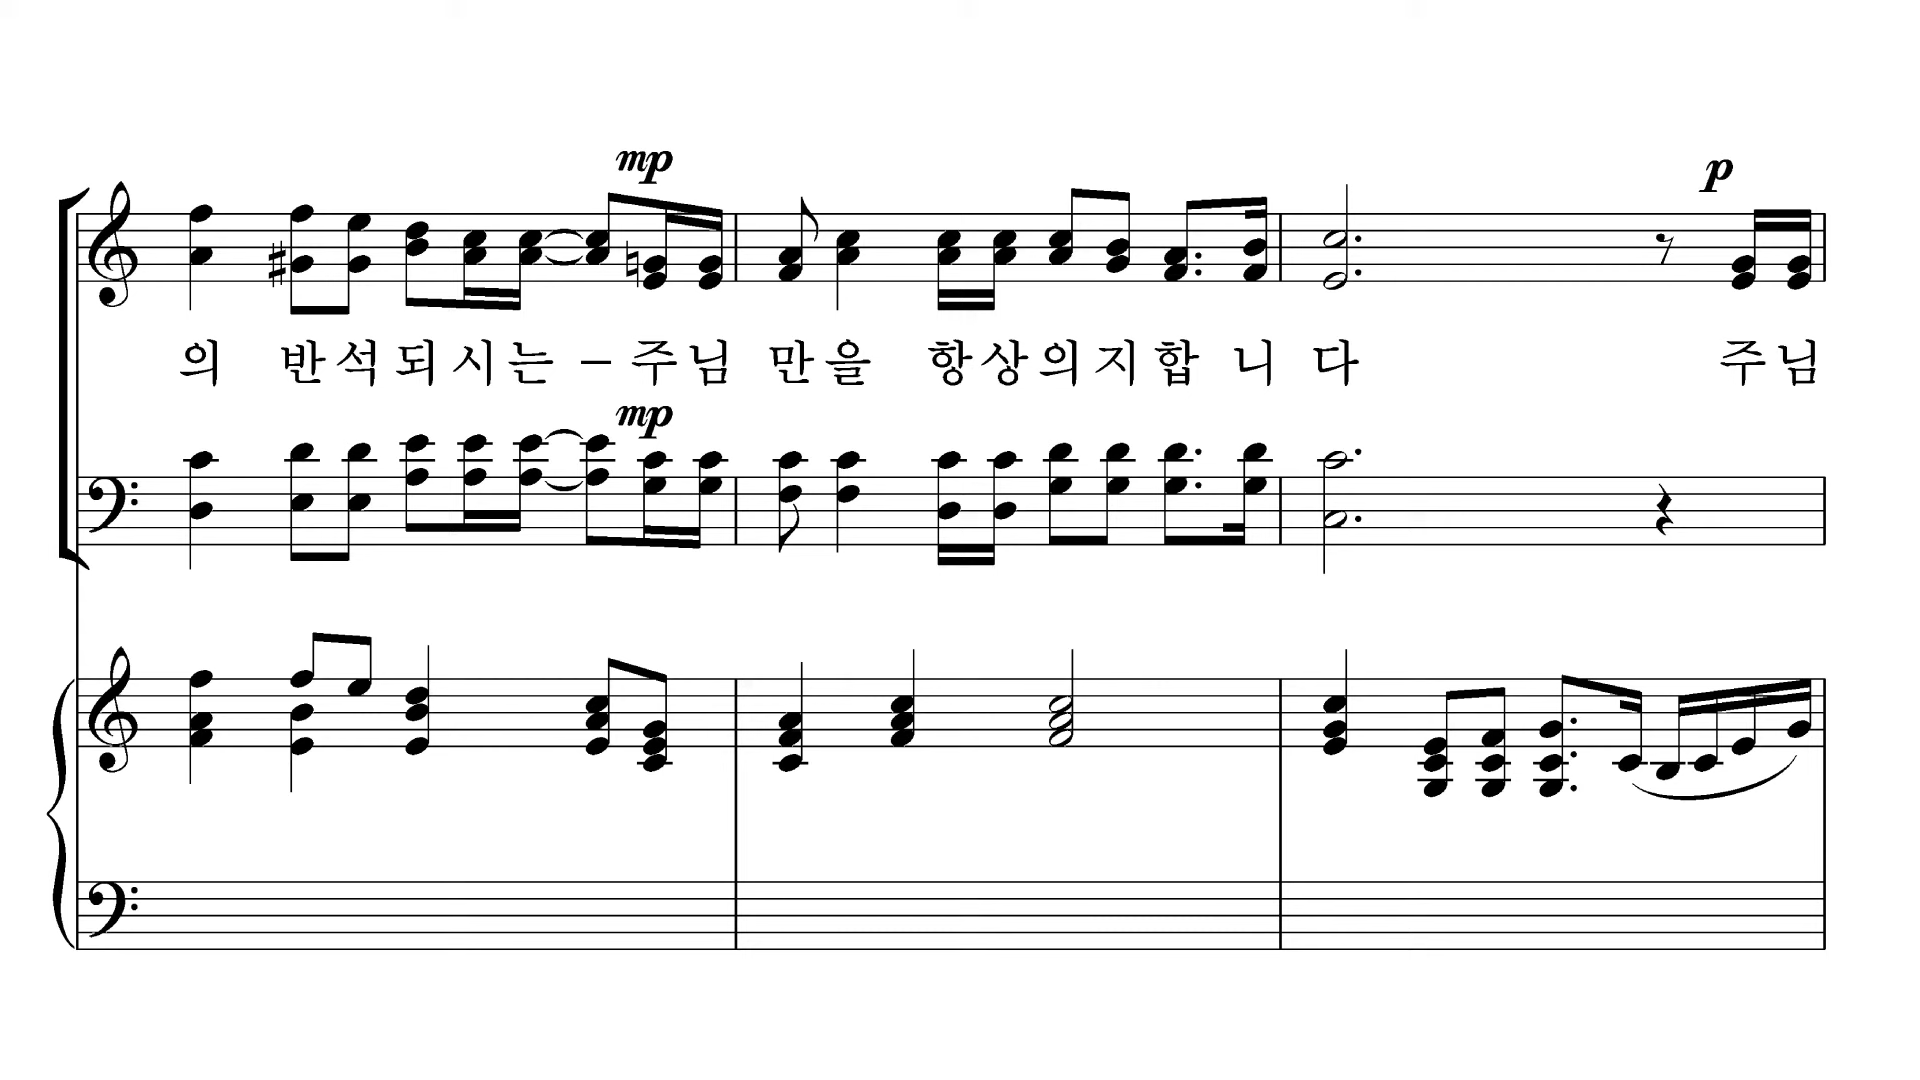 mp
p
의 반석되시는 – 주님 만을 항상의지합 니 다 주님
mp